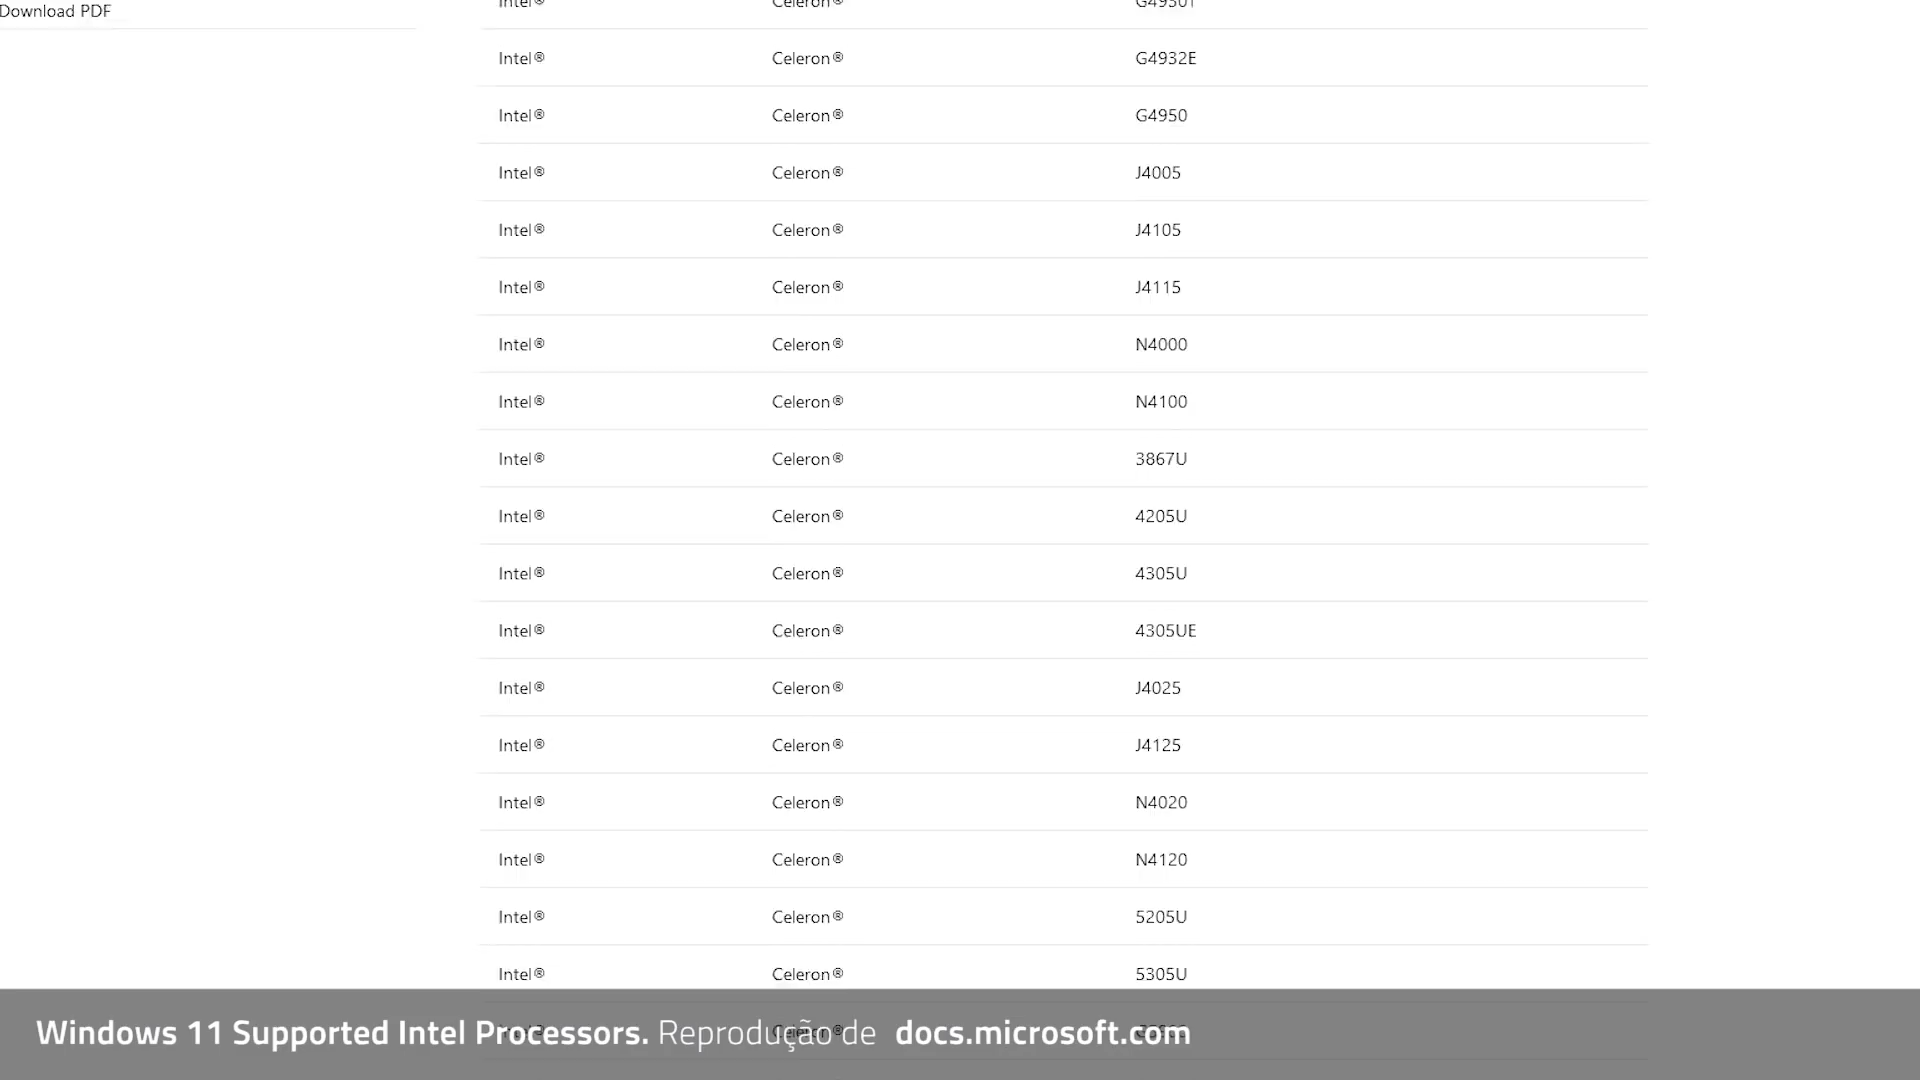 Download PDF
Intel® Celeron®
Intel® Celeron® G4932E
Intel® Celeron® G4950
Intel® Celeron® J4005
Intel® Celeron® J4105
Intel® Celeron® J4115
Intel® Celeron® N4000
Intel® Celeron® N4100
Intel® Celeron® 3867U
Intel® Celeron® 4205U
Intel® Celeron® 4305U
Intel® Celeron® 4305UE
Intel® Celeron® J4025
Intel® Celeron® J4125
Intel® Celeron® N4020
Intel® Celeron® N4120
Intel® Celeron® 5205U
Intel® Celeron® 5305U
Windows 11 Supported Intel Processors. Reprodução de docs.microsoft.com